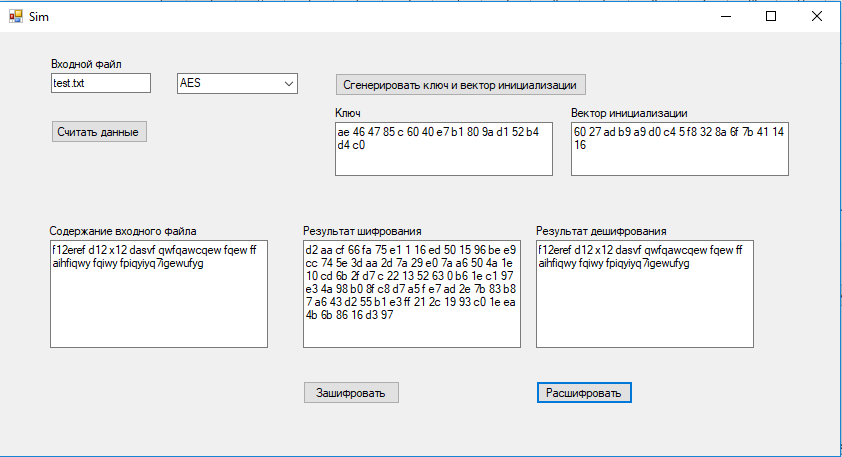 Sim
Входной файл
test.txt
AES
Сгенерировать ключ и вектор инициализации
Считать данные
Ключ
ae 46 47 85 c 60 40 e7 b1 80 9a d1 52 b4
d4 c0
Вектор инициализации
60 27 ad b9 a9 d0 c4 5 f8 32 8a 6f 7b 41 14
16
Содержание входного файла
f12eref d12 x12 dasvf qwfqawcqew fqew ff
aihfiqwy fqiwy fpiqyiyq7igewufyg
Результат шифрования
d2 aa cf 66 fa 75 e1 1 16 ed 50 15 96 be e9
cc 74 5e 3d aa 2d 7a 29 e0 7a a6 50 4a 1e
10 cd 6b 2f d7 c 22 13 52 63 0 b6 1e c1 97
e3 4a 98 b0 8f c8 d7 a5 f e7 ad 2e 7b 83 b8
7 a6 43 d2 55 b1 e3 ff 21 2c 19 93 c0 1e ea
4b 6b 86 16 d3 97
Результат дешифрования
f12eref d12 x12 dasvf qwfqawcqew fqew ff
aihfiqwy fqiwy fpiqyiyq7igewufyg
Зашифровать
Расшифровать